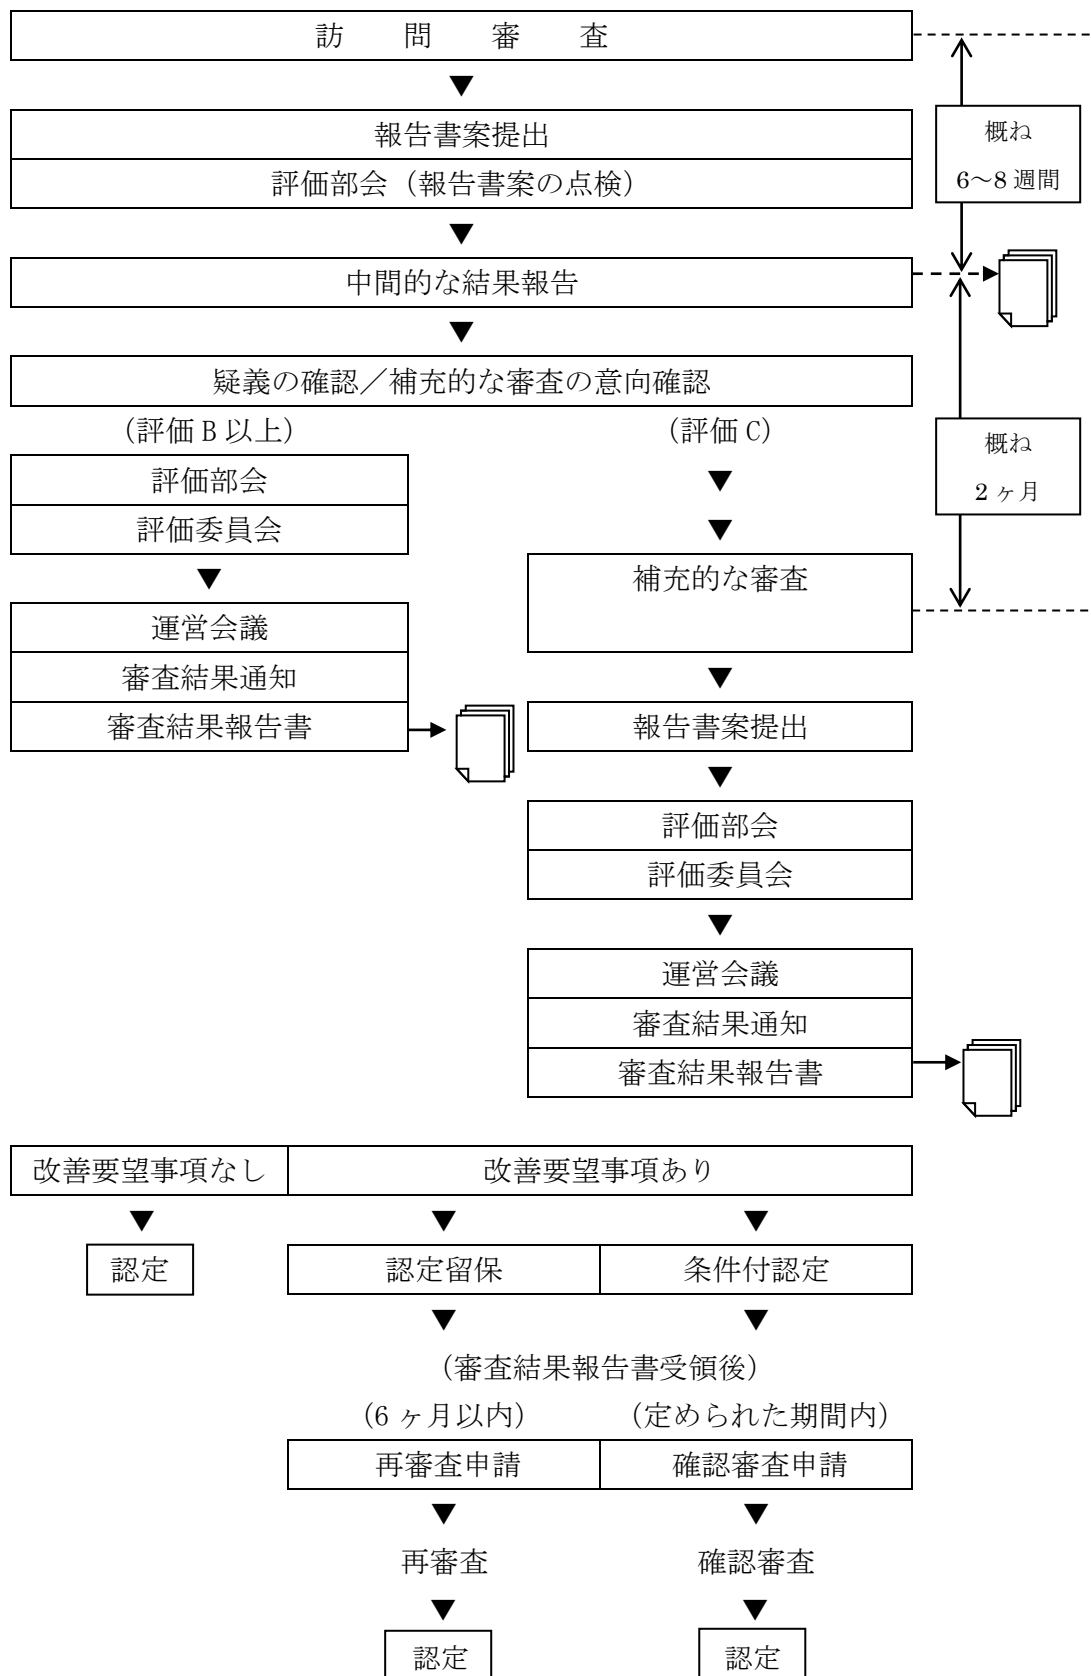 訪　問　審　査
報告書案提出
評価部会（報告書案の点検）
概ね
6～8週間
中間的な結果報告
疑義の確認／補充的な審査の意向確認
（評価B以上）
（評価C）
概ね
2ヶ月
評価部会
評価委員会
補充的な審査
運営会議
審査結果通知
審査結果報告書
報告書案提出
評価部会
評価委員会
運営会議
審査結果通知
審査結果報告書
改善要望事項なし
改善要望事項あり
認定
認定留保
条件付認定
（審査結果報告書受領後）
（6ヶ月以内）
（定められた期間内）
再審査申請
確認審査申請
再審査
確認審査
認定
認定